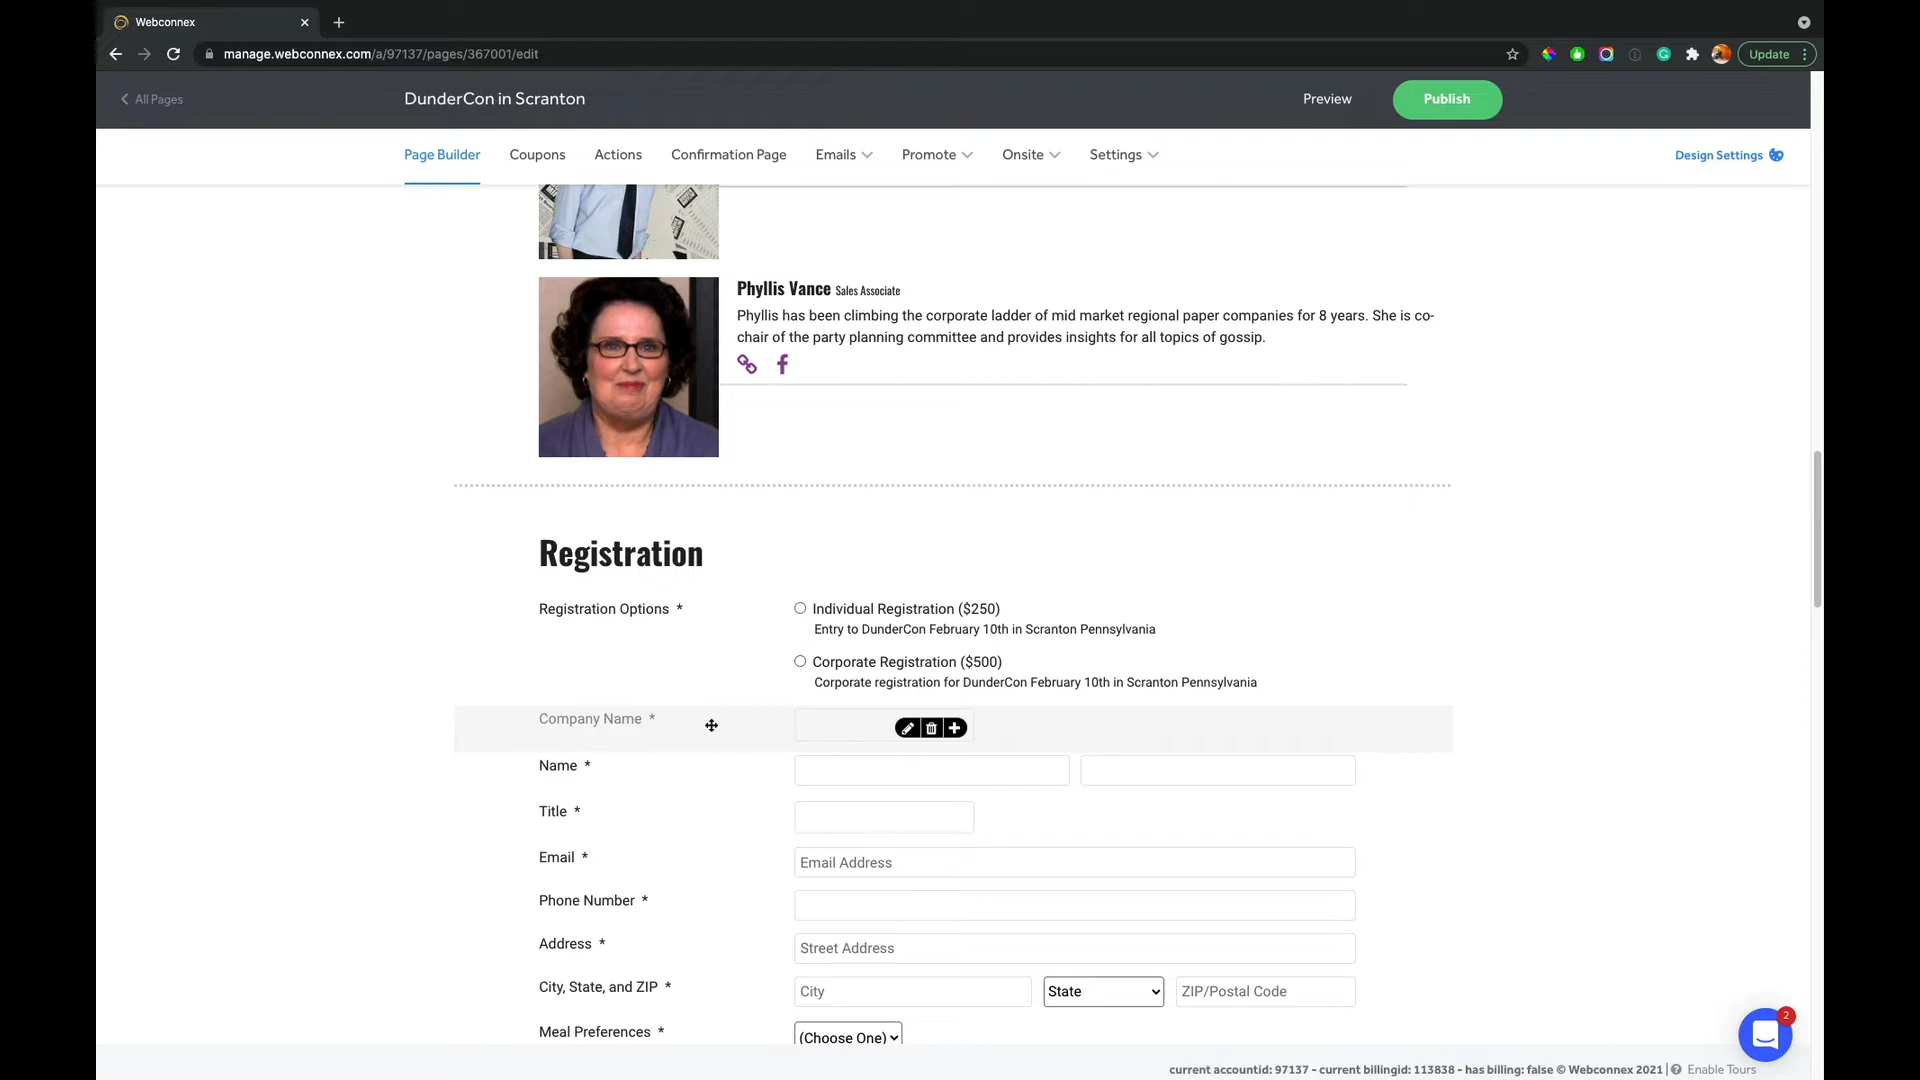 Webconnex
manage.webconnex.com/a/97137/pages/367001/edit
Update
All Pages
DunderCon in Scranton
Preview
Publish
Page Builder
Coupons
Actions
Confirmation Page
Emails
Promote
Onsite
Settings
Design Settings
Phyllis Vance Sales Associate
Phyllis has been climbing the corporate ladder of mid market regional paper companies for 8 years. She is co-
chair of the party planning committee and provides insights for all topics of gossip.
Registration
Registration Options *
Individual Registration ($250)
Entry to DunderCon February 10th in Scranton Pennsylvania
Corporate Registration ($500)
Corporate registration for DunderCon February 10th in Scranton Pennsylvania
Company Name *
Name *
Title *
Email *
Email Address
Phone Number *
Address *
Street Address
City, State, and ZIP *
City
State
ZIP/Postal Code
Meal Preferences *
(Choose One)
2
current accountid: 97137 - current billingid: 113838 - has billing: false © Webconnex 2021 | Enable Tours